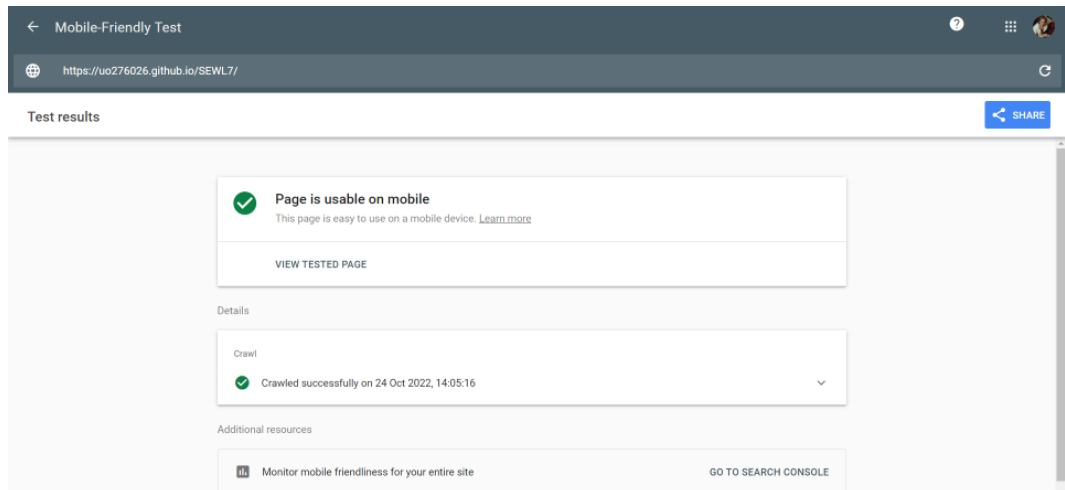 Mobile-Friendly Test
https://uo276026.github.io/SEWL7/
Test results
SHARE
Page is usable on mobile
This page is easy to use on a mobile device. Learn more
VIEW TESTED PAGE
Details
Crawl
Crawled successfully on 24 Oct 2022, 14:05:16
Additional resources
Monitor mobile friendliness for your entire site
GO TO SEARCH CONSOLE